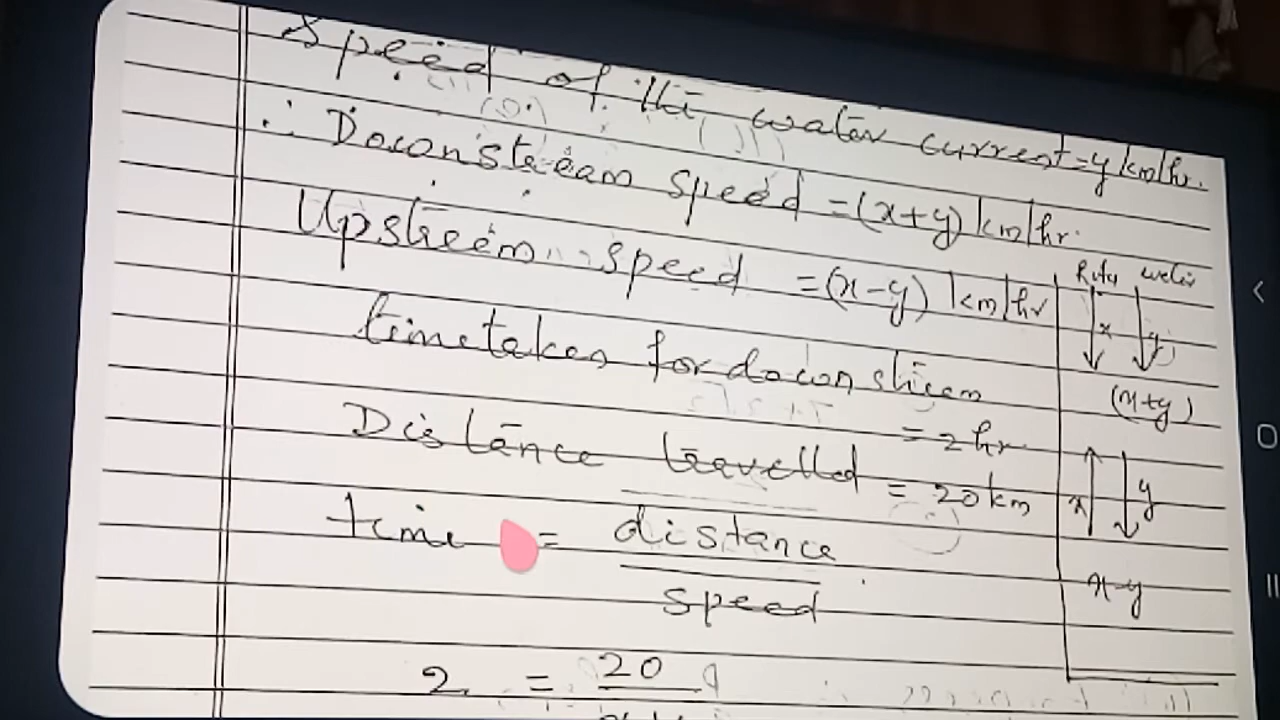 Speed of the water current = y km/hr.
∴ Downstream speed = (x+y) km/hr.
Upstream speed = (x-y) km/hr
time taken for downstream
= 2 hr
Distance travelled = 20 km
time = distance
speed
2 = 20
water
x y
(x+y)
x y
x-y